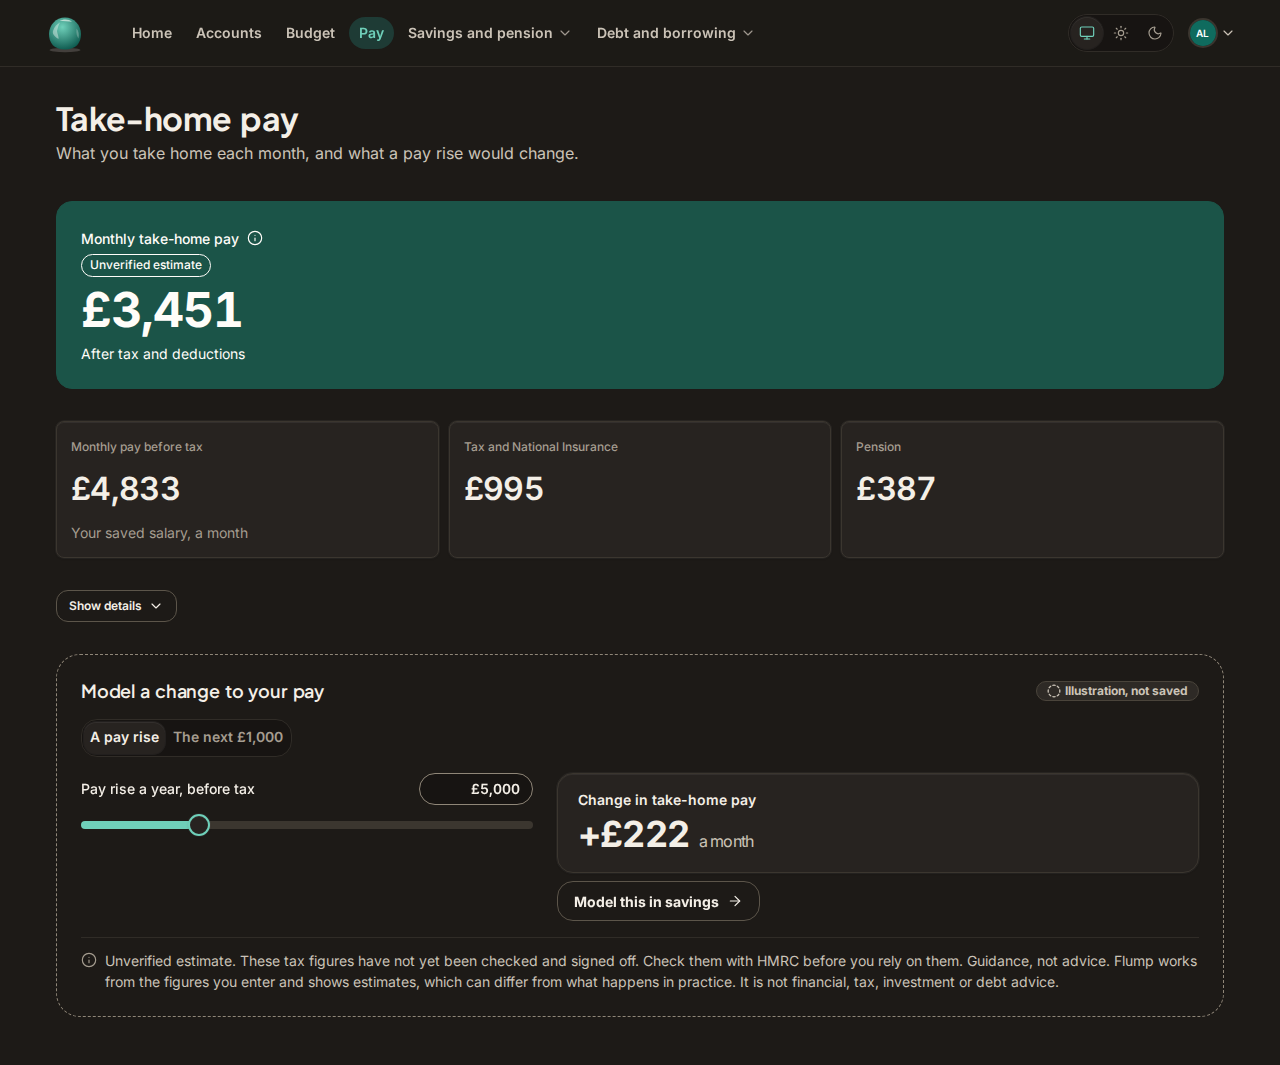 Home
Accounts
Budget
Pay
Savings and pension
Debt and borrowing
AL
Take-home pay
What you take home each month, and what a pay rise would change.
Monthly take-home pay
Unverified estimate
£3,451
After tax and deductions
Monthly pay before tax
£4,833
Your saved salary, a month
Tax and National Insurance
£995
Pension
£387
Show details
Model a change to your pay
Illustration, not saved
A pay rise
The next £1,000
Pay rise a year, before tax
£5,000
Change in take-home pay
+£222 a month
Model this in savings
Unverified estimate. These tax figures have not yet been checked and signed off. Check them with HMRC before you rely on them. Guidance, not advice. Flump works
from the figures you enter and shows estimates, which can differ from what happens in practice. It is not financial, tax, investment or debt advice.